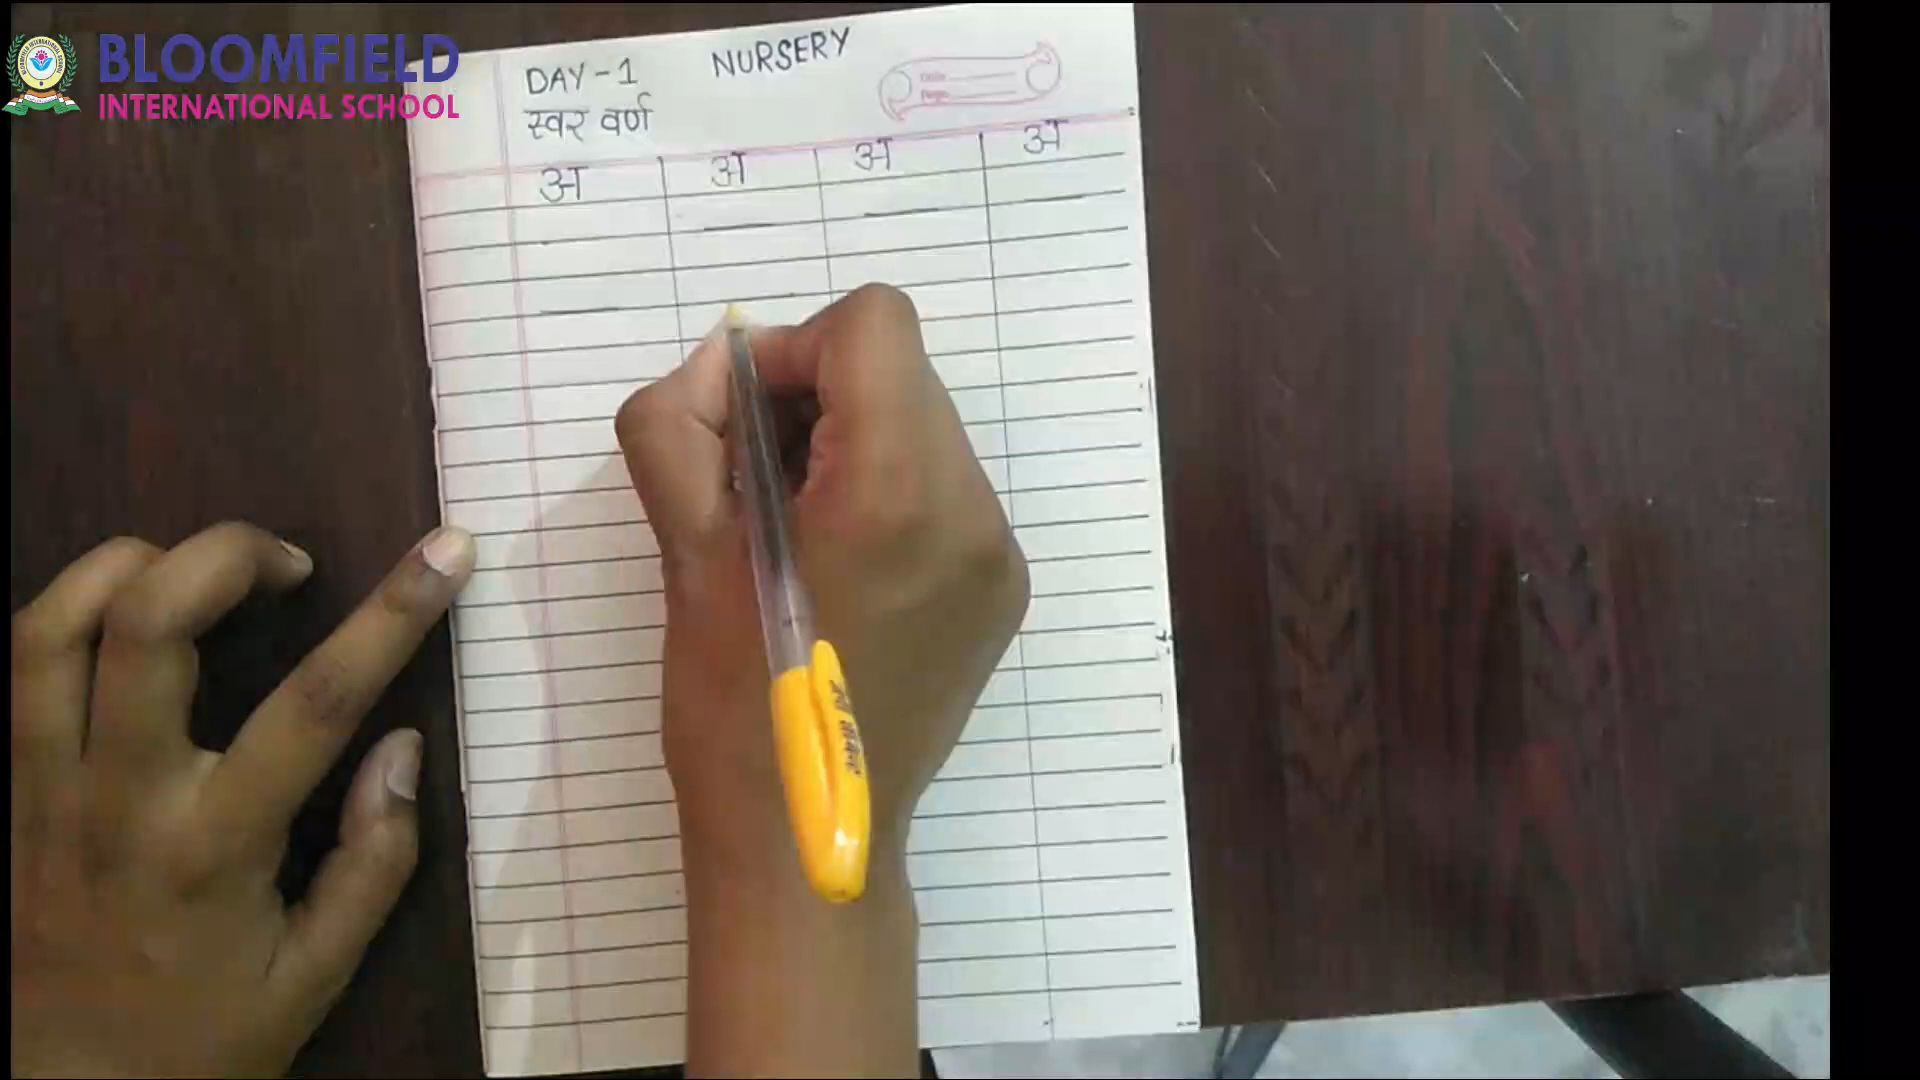 BLOOMFIELD
INTERNATIONAL SCHOOL
DAY - 1
NURSERY
स्वर वर्ण
अ अ अ अ